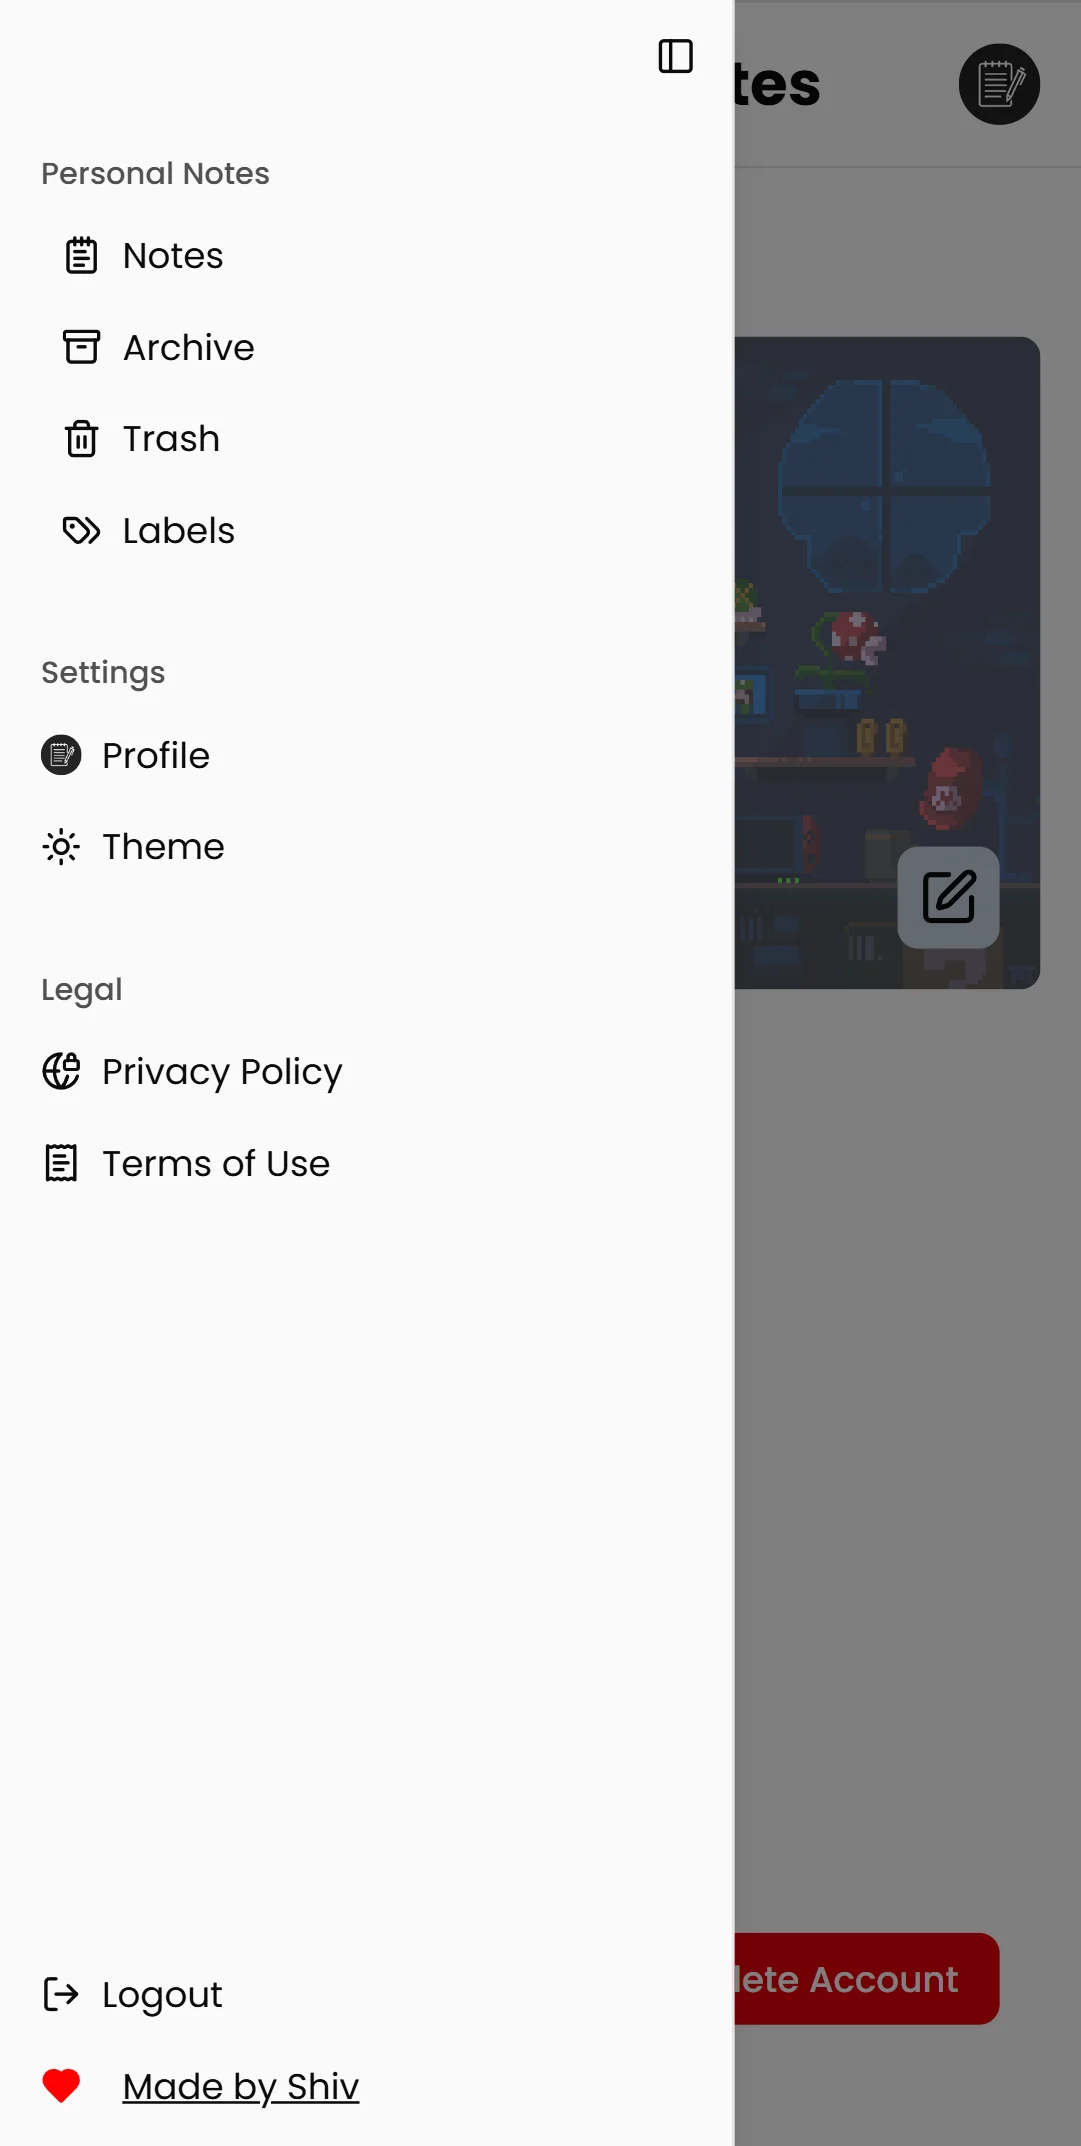 tes
Personal Notes
Notes
Archive
Trash
Labels
Settings
Profile
Theme
Legal
Privacy Policy
Terms of Use
Logout
lete Account
Made by Shiv